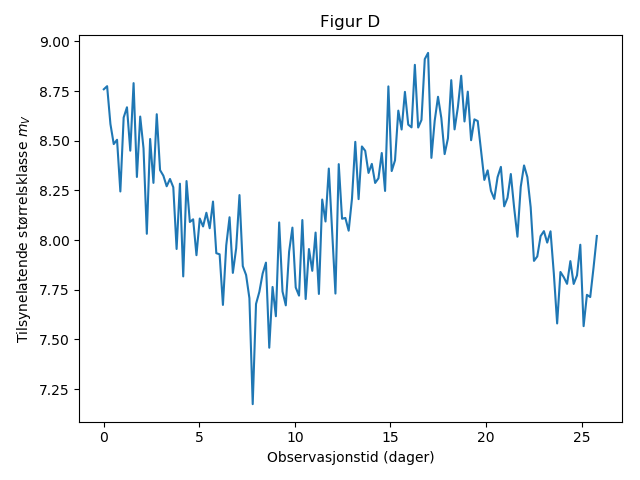 Figur D
Tilsynelatende størrelsklasse m_V
9.00
8.75
8.50
8.25
8.00
7.75
7.50
7.25
0 5 10 15 20 25
Observasjonstid (dager)